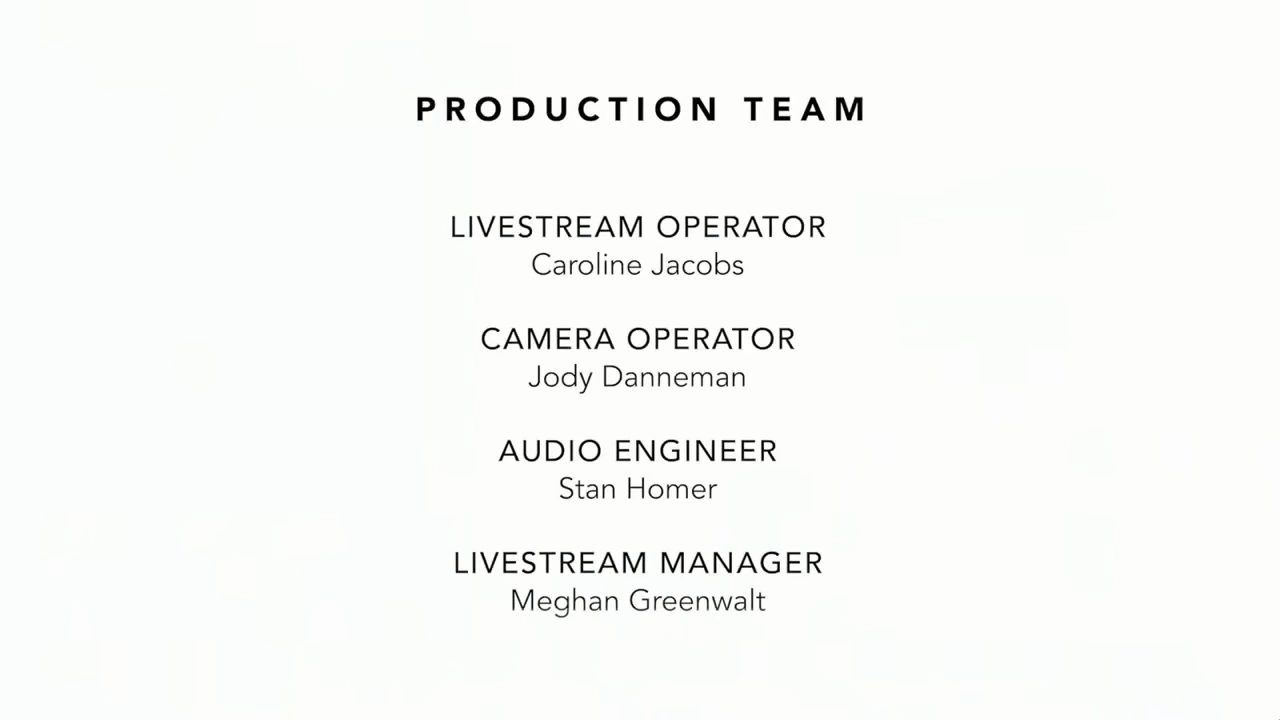 PRODUCTION TEAM
LIVESTREAM OPERATOR
Caroline Jacobs
CAMERA OPERATOR
Jody Danneman
AUDIO ENGINEER
Stan Homer
LIVESTREAM MANAGER
Meghan Greenwalt